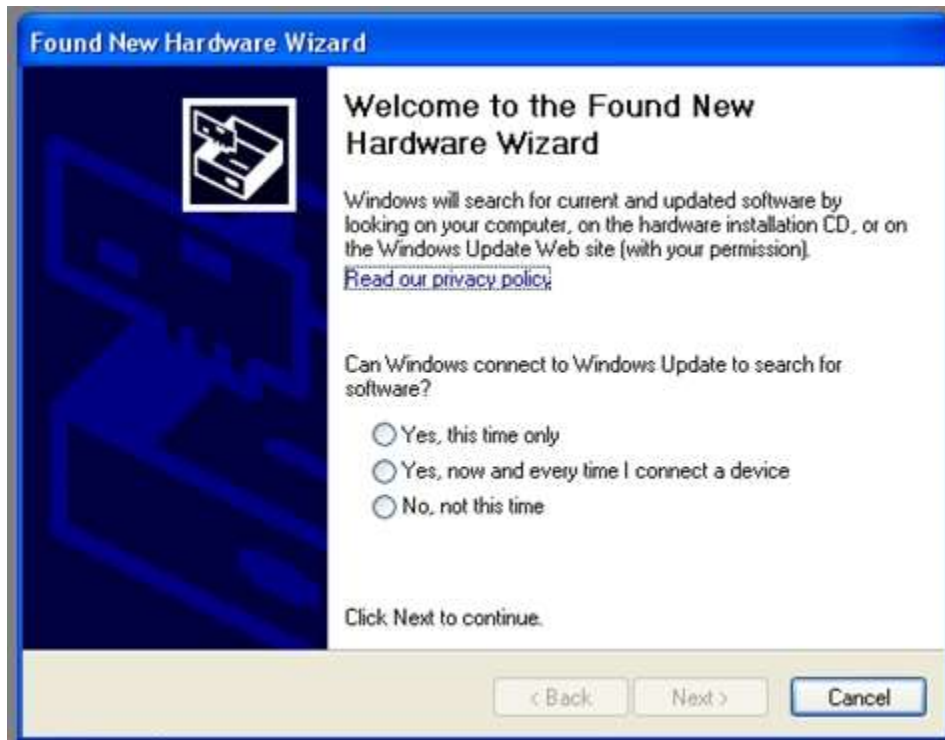 Found New Hardware Wizard
Welcome to the Found New
Hardware Wizard
Windows will search for current and updated software by
looking on your computer, on the hardware installation CD, or on
the Windows Update Web site (with your permission).
Read our privacy policy
Can Windows connect to Windows Update to search for
software?
Yes, this time only
Yes, now and every time I connect a device
No, not this time
Click Next to continue.
< Back Next > Cancel